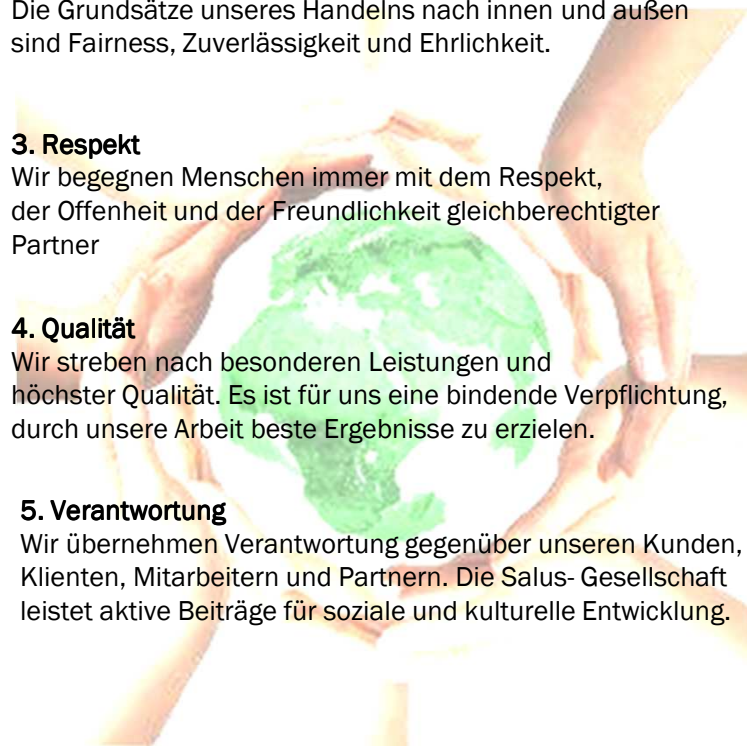 Die Grundsätze unseres Handelns nach innen und außen
sind Fairness, Zuverlässigkeit und Ehrlichkeit.
3. Respekt
Wir begegnen Menschen immer mit dem Respekt,
der Offenheit und der Freundlichkeit gleichberechtigter
Partner
4. Qualität
Wir streben nach besonderen Leistungen und
höchster Qualität. Es ist für uns eine bindende Verpflichtung,
durch unsere Arbeit beste Ergebnisse zu erzielen.
5. Verantwortung
Wir übernehmen Verantwortung gegenüber unseren Kunden,
Klienten, Mitarbeitern und Partnern. Die Salus- Gesellschaft
leistet aktive Beiträge für soziale und kulturelle Entwicklung.